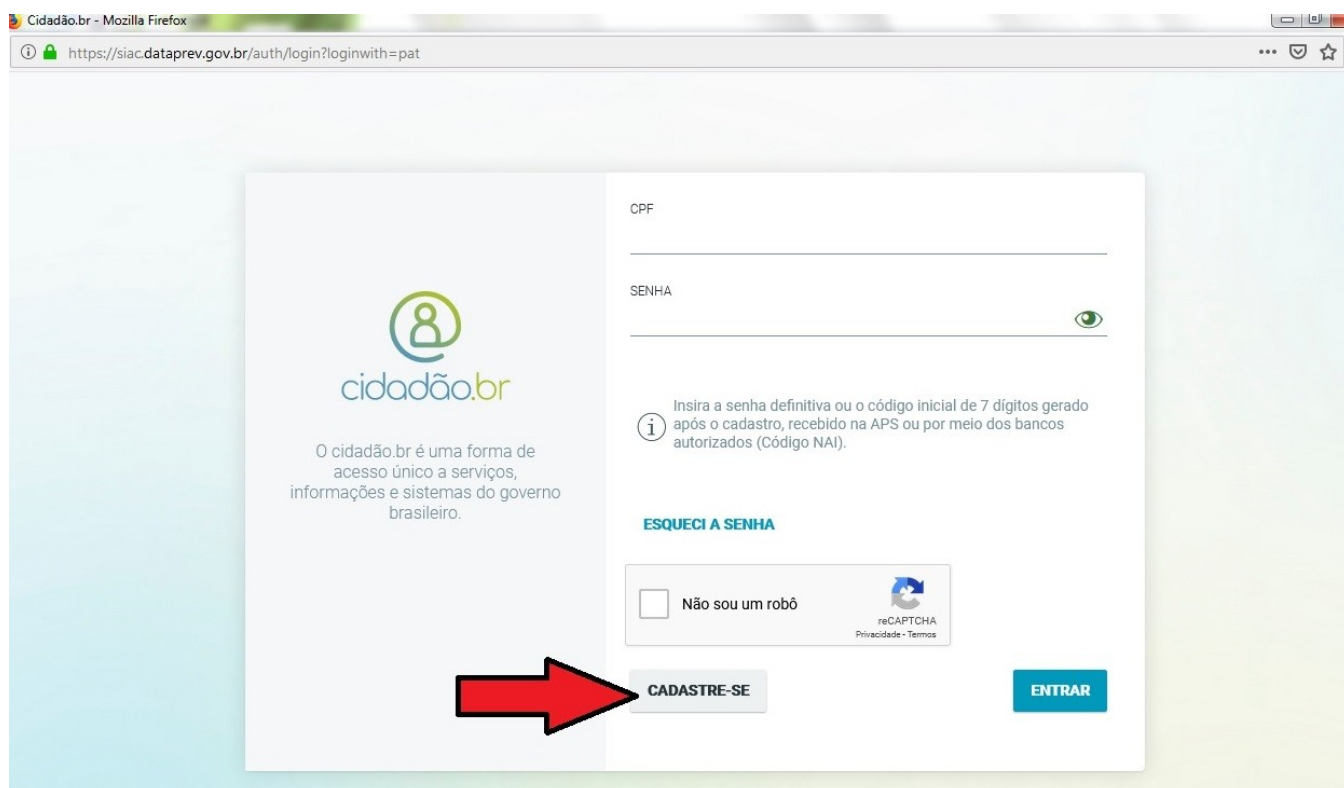 Cidadão.br - Mozilla Firefox
https://siac.dataprev.gov.br/auth/login?loginwith=pat
cidadão.br
O cidadão.br é uma forma de
acesso único a serviços,
informações e sistemas do governo
brasileiro.
CPF
SENHA
Insira a senha definitiva ou o código inicial de 7 dígitos gerado
após o cadastro, recebido na APS ou por meio dos bancos
autorizados (Código NAI).
ESQUECI A SENHA
Não sou um robô
reCAPTCHA
Privacidade - Termos
CADASTRE-SE
ENTRAR